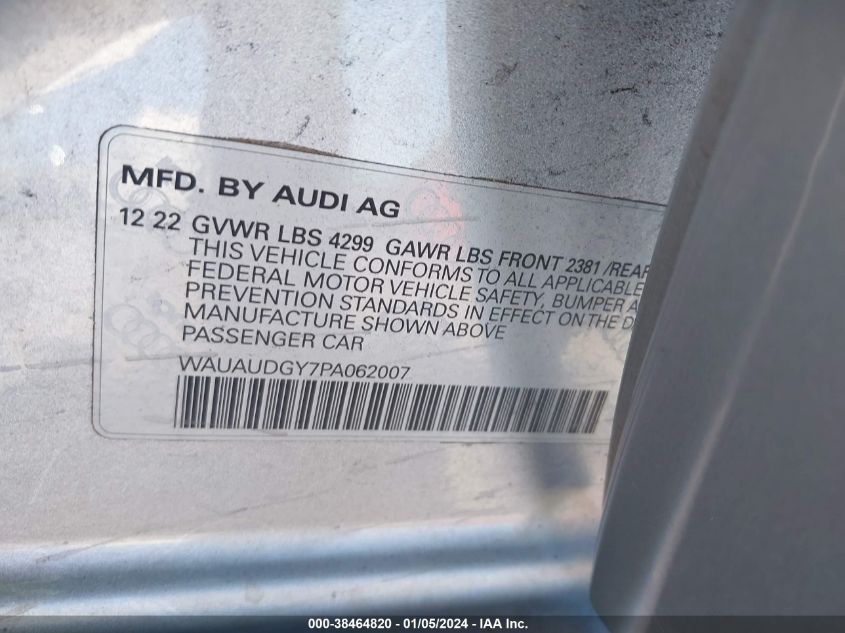 MFD. BY AUDI AG
12 22 GVWR LBS 4299 GAWR LBS FRONT 2381 /REAR
THIS VEHICLE CONFORMS TO ALL APPLICABLE
FEDERAL MOTOR VEHICLE SAFETY, BUMPER A
PREVENTION STANDARDS IN EFFECT ON THE D
MANUFACTURE SHOWN ABOVE
PASSENGER CAR
WAUAUDGY7PA062007
000-38464820 - 01/05/2024 - IAA Inc.